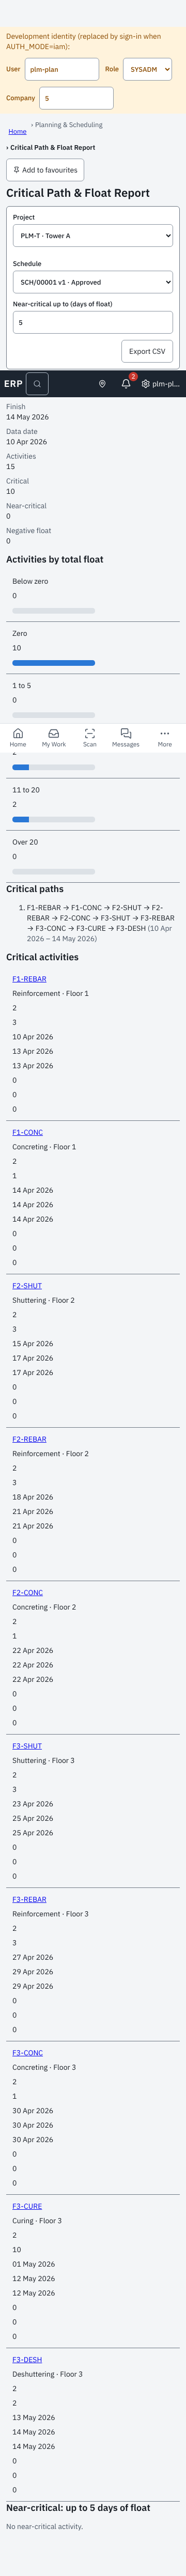 Development identity (replaced by sign-in when
AUTH_MODE=iam):
User plm-plan Role SYSADM
Company 5
Home › Planning & Scheduling
› Critical Path & Float Report
Add to favourites
Critical Path & Float Report
Project
PLM-T · Tower A
Schedule
SCH/00001 v1 · Approved
Near-critical up to (days of float)
5
Export CSV
ERP 2 plm-pl...
Finish
14 May 2026
Data date
10 Apr 2026
Activities
15
Critical
10
Near-critical
0
Negative float
0
Activities by total float
Below zero
0
Zero
10
1 to 5
0
Home My Work Scan Messages More
11 to 20
2
Over 20
0
Critical paths
1. F1-REBAR → F1-CONC → F2-SHUT → F2-
REBAR → F2-CONC → F3-SHUT → F3-REBAR
→ F3-CONC → F3-CURE → F3-DESH (10 Apr
2026 – 14 May 2026)
Critical activities
F1-REBAR
Reinforcement · Floor 1
2
3
10 Apr 2026
13 Apr 2026
13 Apr 2026
0
0
0
F1-CONC
Concreting · Floor 1
2
1
14 Apr 2026
14 Apr 2026
14 Apr 2026
0
0
0
F2-SHUT
Shuttering · Floor 2
2
3
15 Apr 2026
17 Apr 2026
17 Apr 2026
0
0
0
F2-REBAR
Reinforcement · Floor 2
2
3
18 Apr 2026
21 Apr 2026
21 Apr 2026
0
0
0
F2-CONC
Concreting · Floor 2
2
1
22 Apr 2026
22 Apr 2026
22 Apr 2026
0
0
0
F3-SHUT
Shuttering · Floor 3
2
3
23 Apr 2026
25 Apr 2026
25 Apr 2026
0
0
0
F3-REBAR
Reinforcement · Floor 3
2
3
27 Apr 2026
29 Apr 2026
29 Apr 2026
0
0
0
F3-CONC
Concreting · Floor 3
2
1
30 Apr 2026
30 Apr 2026
30 Apr 2026
0
0
0
F3-CURE
Curing · Floor 3
2
10
01 May 2026
12 May 2026
12 May 2026
0
0
0
F3-DESH
Deshuttering · Floor 3
2
2
13 May 2026
14 May 2026
14 May 2026
0
0
0
Near-critical: up to 5 days of float
No near-critical activity.